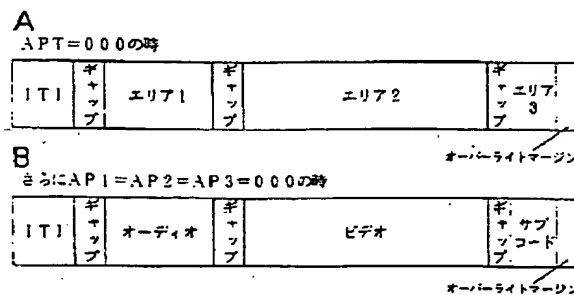 A
APT=000の時
ITI
ギャップ
エリア1
ギャップ
エリア2
ギャップ
エリア3
オーバーライトマージン
B
さらにAP1=AP2=AP3=000の時
ITI
ギャップ
オーディオ
ギャップ
ビデオ
ギャップ
サブコード
オーバーライトマージン